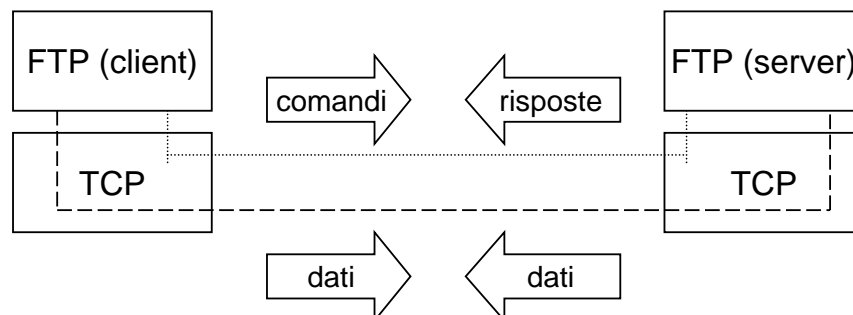 FTP (client)
FTP (server)
comandi
risposte
TCP
TCP
dati
dati